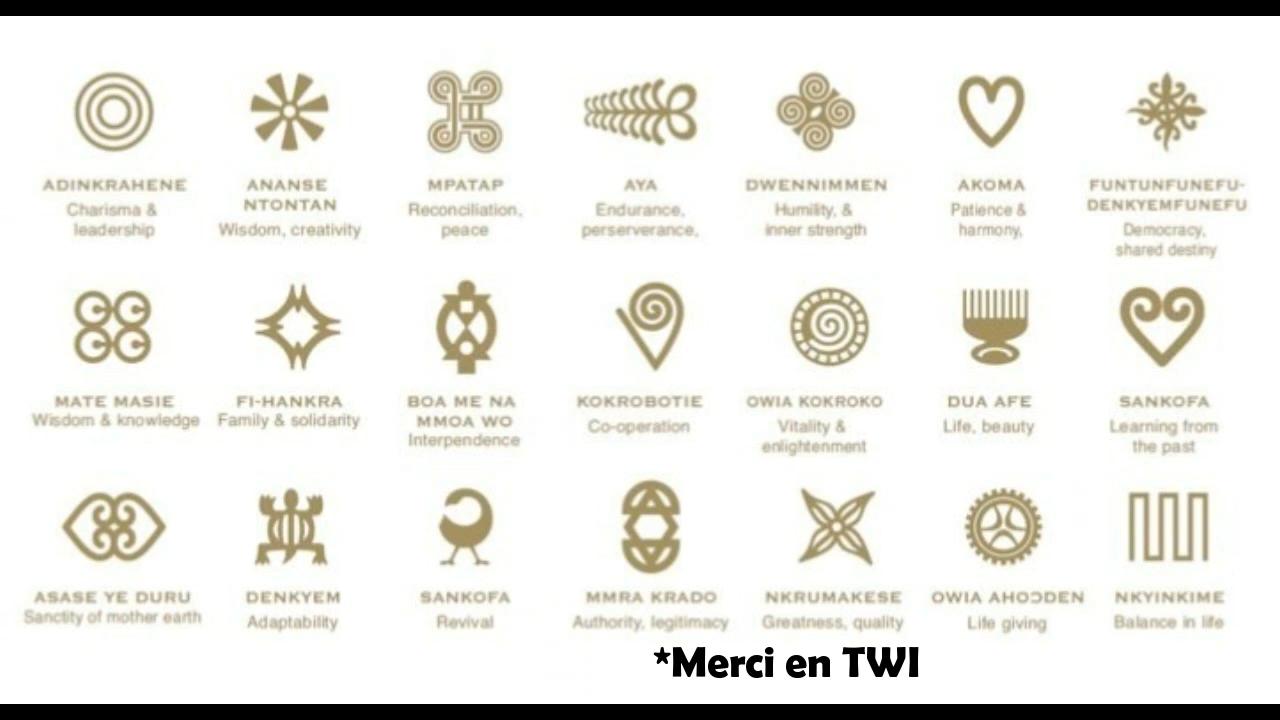 ADINKRAHENE
Charisma &
leadership
ANANSE
NTONTAN
Wisdom, creativity
MPATAP
Reconciliation,
peace
AYA
Endurance,
perserverance,
DWENNIMMEN
Humility, &
inner strength
AKOMA
Patience &
harmony,
FUNTUNFUNEFU-
DENKYEMFUNEFU
Democracy,
shared destiny
MATE MASIE
Wisdom & knowledge
FI-HANKRA
Family & solidarity
BOA ME NA
MMOA WO
Interpendence
KOKROBOTIE
Co-operation
OWIA KOKROKO
Vitality &
enlightenment
DUA AFE
Life, beauty
SANKOFA
Learning from
the past
ASASE YE DURU
Sanctity of mother earth
DENKYEM
Adaptability
SANKOFA
Revival
MMRA KRADO
Authority, legitimacy
NKRUMAKESE
Greatness, quality
OWIA AHOƆDEN
Life giving
NKYINKIME
Balance in life
*Merci en TWI